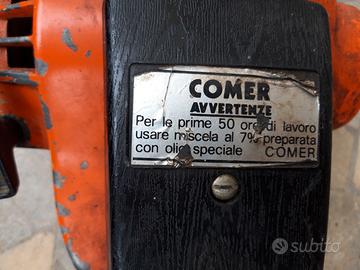 COMER
AVVERTENZE
Per le prime 50 ore di lavoro
usare miscela al 7% preparata
con olio speciale COMER
subito